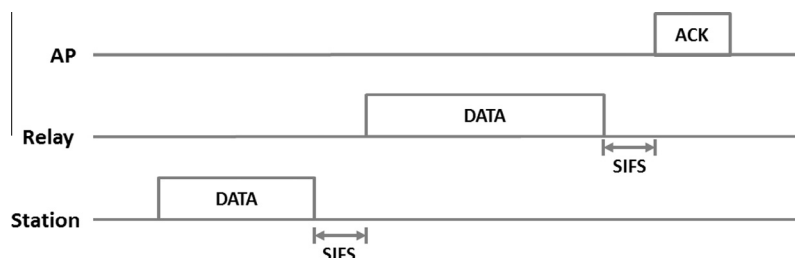 ACK
AP
DATA
Relay
SIFS
DATA
Station
SIFS